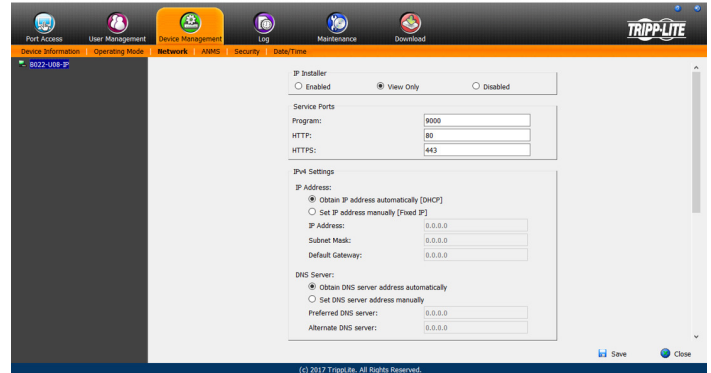 TRIPP·LITE
Port Access User Management Device Management Log Maintenance Download
Device Information Operating Mode Network ANMS Security Date/Time
B022-U08-IP
IP Installer
Enabled View Only Disabled
Service Ports
Program: 9000
HTTP: 80
HTTPS: 443
IPv4 Settings
IP Address:
Obtain IP address automatically [DHCP]
Set IP address manually [Fixed IP]
IP Address: 0.0.0.0
Subnet Mask: 0.0.0.0
Default Gateway: 0.0.0.0
DNS Server:
Obtain DNS server address automatically
Set DNS server address manually
Preferred DNS server: 0.0.0.0
Alternate DNS server: 0.0.0.0
Save Close
(c) 2017 TrippLite. All Rights Reserved.